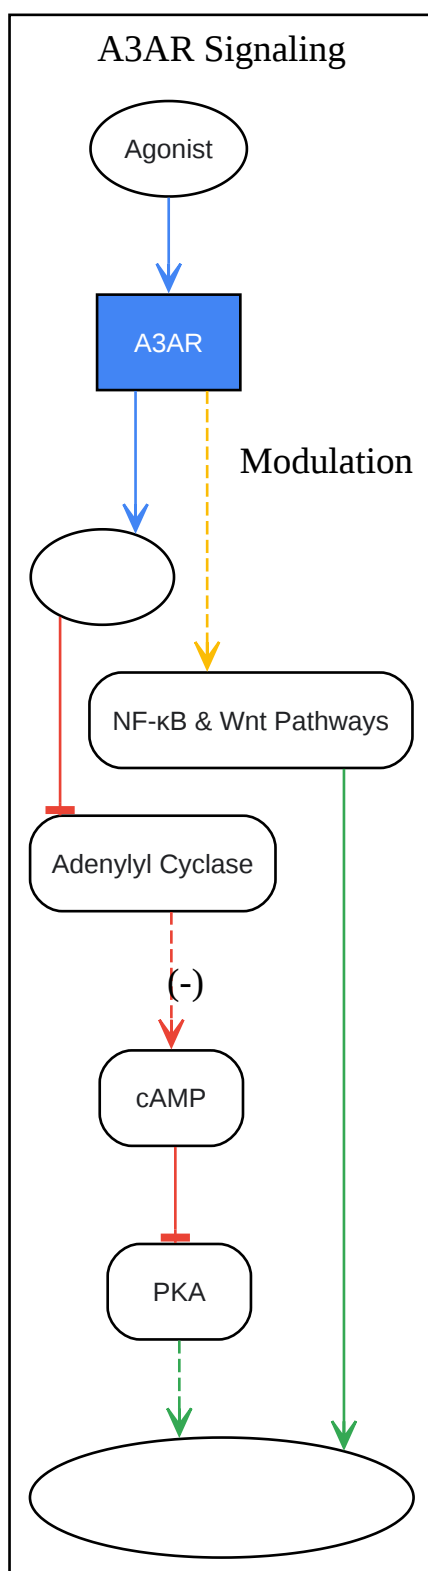 A3AR Signaling
Agonist
A3AR
Modulation
NF-κB & Wnt Pathways
Adenylyl Cyclase
(-)
cAMP
PKA